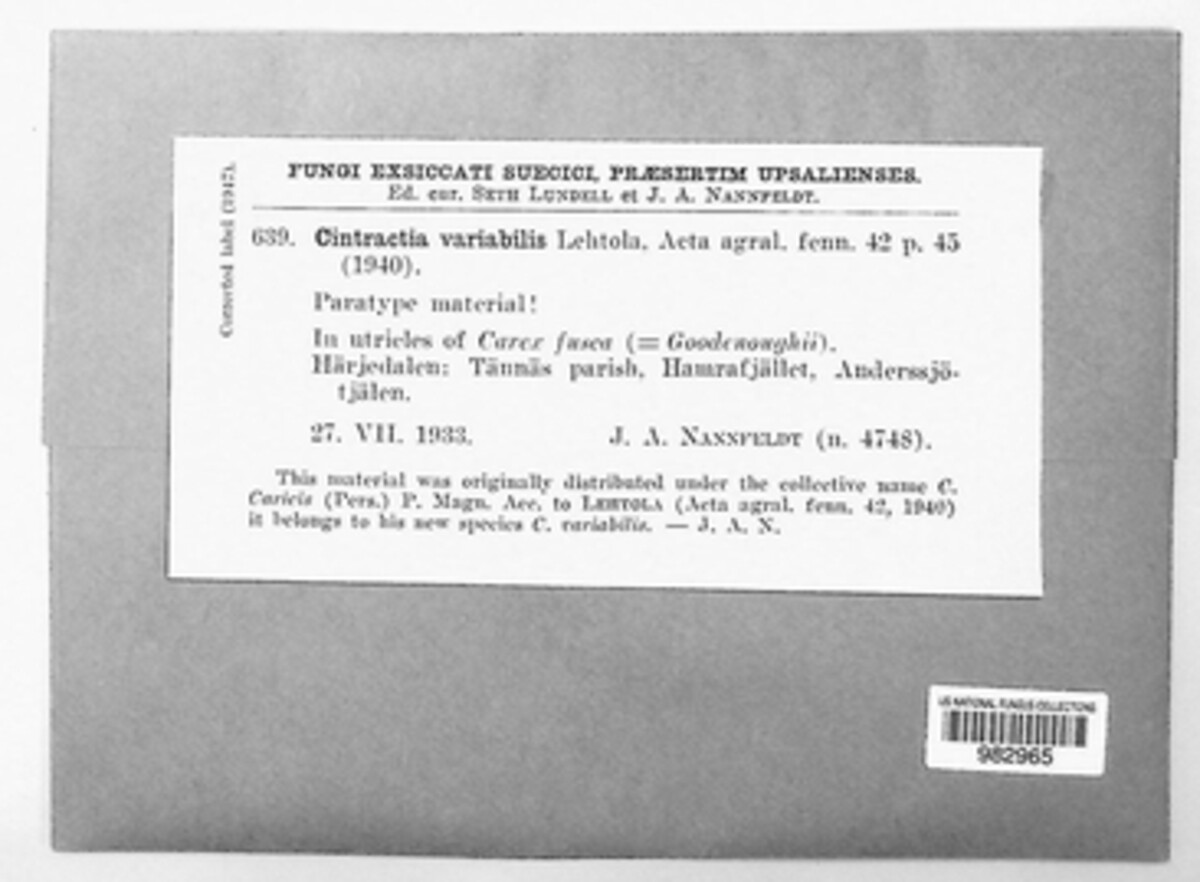 Corrected label (1947).
FUNGI EXSICCATI SUECICI, PRÆSERTIM UPSALIENSES.
Ed. cur. SETH LUNDELL et J. A. NANNFELDT.
639. Cintractia variabilis Lehtola, Acta agral. fenn. 42 p. 45
(1940).
Paratype material!
In utricles of Carex fusca (= Goodenoughii).
Härjedalen: Tännäs parish, Hamrafjället, Anderssjö-
tjälen.
27. VII. 1933. J. A. NANNFELDT (n. 4748).
This material was originally distributed under the collective name C.
Caricis (Pers.) P. Magn. Acc. to LEHTOLA (Acta agral. fenn. 42, 1940)
it belongs to his new species C. variabilis. — J. A. N.
US NATIONAL FUNGUS COLLECTIONS
982965